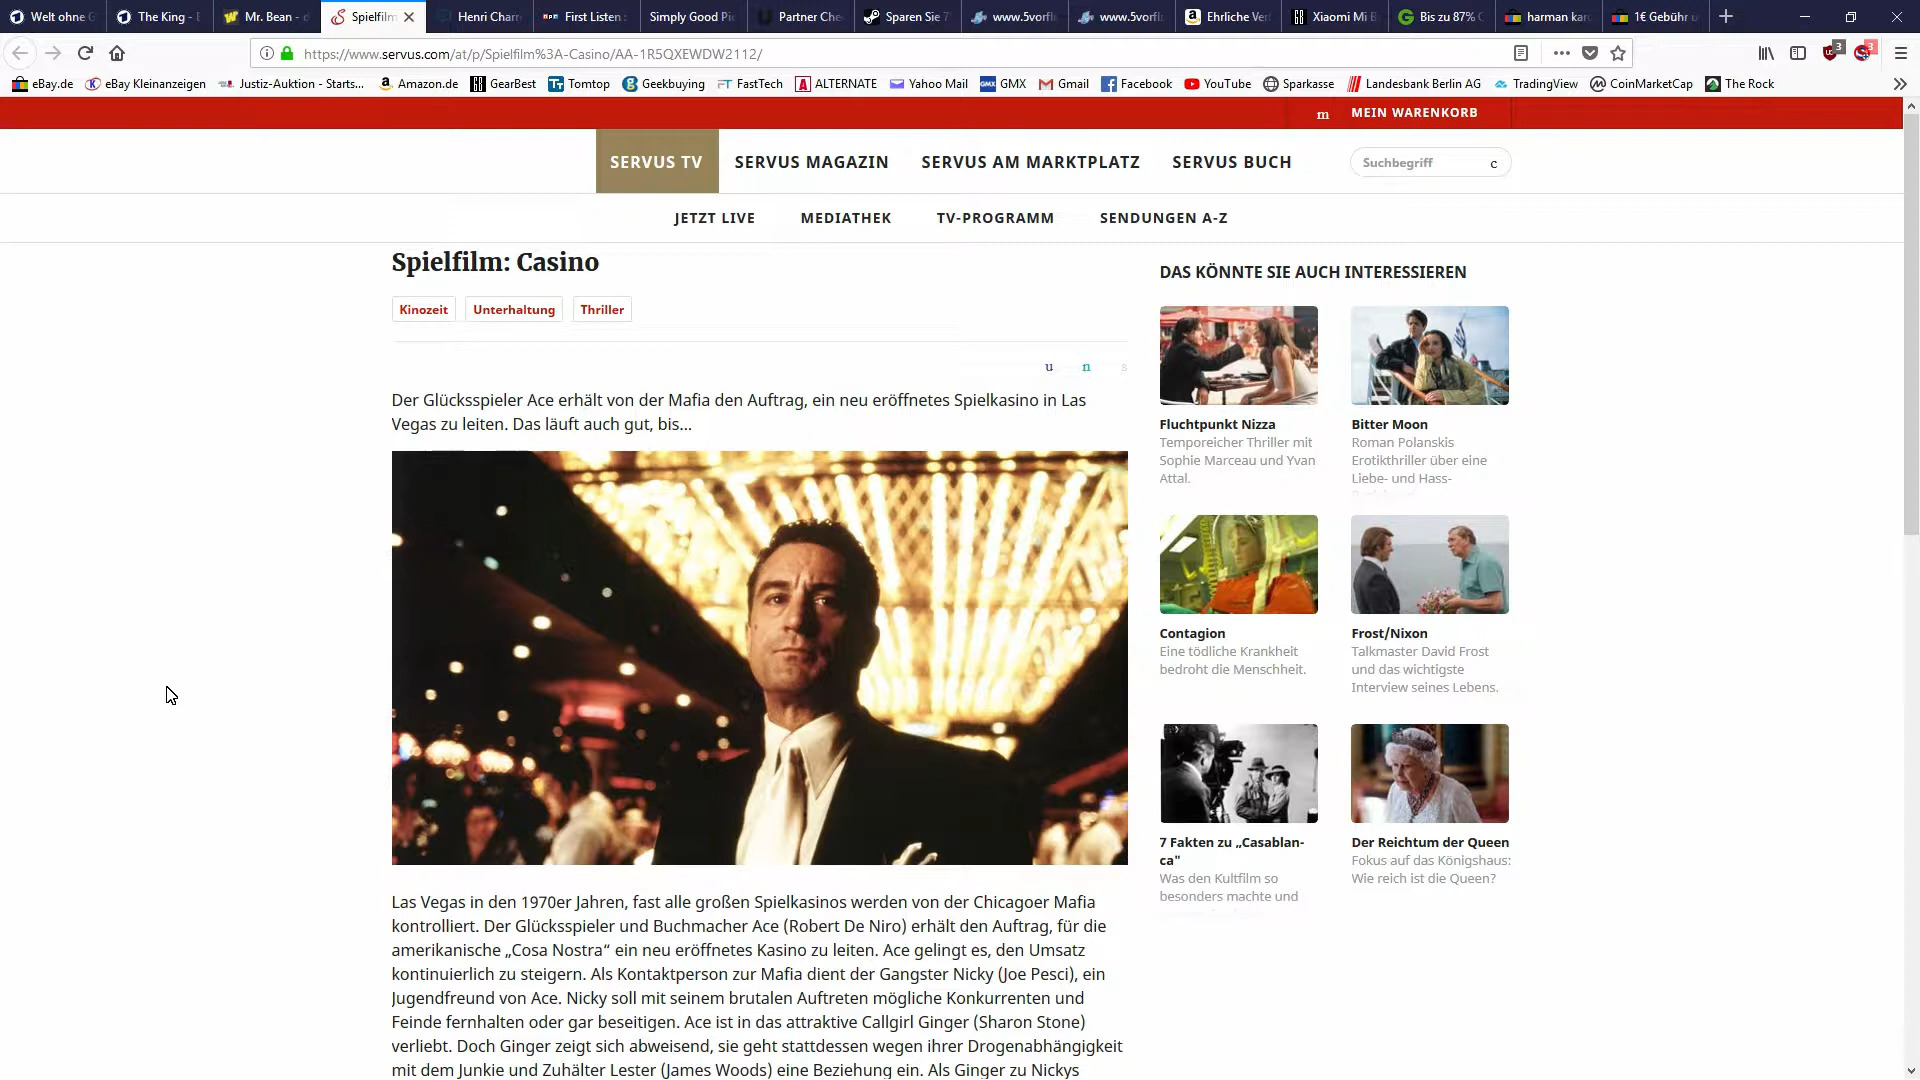 Welt ohne G
The King - E
Mr. Bean - d
Spielfilm
Henri Charr
First Listen :
Simply Good Pi
Partner Che
Sparen Sie 7
www.5vorfl
www.5vorfl
Ehrliche Ver
Xiaomi Mi B
Bis zu 87%
harman kar
1€ Gebühr u
https://www.servus.com/at/p/Spielfilm%3A-Casino/AA-1R5QXEWDW2112/
3
3
eBay.de
eBay Kleinanzeigen
Justiz-Auktion - Starts...
Amazon.de
GearBest
Tomtop
Geekbuying
FastTech
ALTERNATE
Yahoo Mail
GMX
Gmail
Facebook
YouTube
Sparkasse
Landesbank Berlin AG
TradingView
CoinMarketCap
The Rock
m MEIN WARENKORB
SERVUS TV
SERVUS MAGAZIN
SERVUS AM MARKTPLATZ
SERVUS BUCH
Suchbegriff c
JETZT LIVE
MEDIATHEK
TV-PROGRAMM
SENDUNGEN A-Z
Spielfilm: Casino
Kinozeit
Unterhaltung
Thriller
u n s
Der Glücksspieler Ace erhält von der Mafia den Auftrag, ein neu eröffnetes Spielkasino in Las
Vegas zu leiten. Das läuft auch gut, bis...
Las Vegas in den 1970er Jahren, fast alle großen Spielkasinos werden von der Chicagoer Mafia
kontrolliert. Der Glücksspieler und Buchmacher Ace (Robert De Niro) erhält den Auftrag, für die
amerikanische „Cosa Nostra“ ein neu eröffnetes Kasino zu leiten. Ace gelingt es, den Umsatz
kontinuierlich zu steigern. Als Kontaktperson zur Mafia dient der Gangster Nicky (Joe Pesci), ein
Jugendfreund von Ace. Nicky soll mit seinem brutalen Auftreten mögliche Konkurrenten und
Feinde fernhalten oder gar beseitigen. Ace ist in das attraktive Callgirl Ginger (Sharon Stone)
verliebt. Doch Ginger zeigt sich abweisend, sie geht stattdessen wegen ihrer Drogenabhängigkeit
mit dem Junkie und Zuhälter Lester (James Woods) eine Beziehung ein. Als Ginger zu Nickys
DAS KÖNNTE SIE AUCH INTERESSIEREN
Fluchtpunkt Nizza
Temporeicher Thriller mit
Sophie Marceau und Yvan
Attal.
Bitter Moon
Roman Polanskis
Erotikthriller über eine
Liebe- und Hass-
Contagion
Eine tödliche Krankheit
bedroht die Menschheit.
Frost/Nixon
Talkmaster David Frost
und das wichtigste
Interview seines Lebens.
7 Fakten zu „Casablan-
ca"
Was den Kultfilm so
besonders machte und
Der Reichtum der Queen
Fokus auf das Königshaus:
Wie reich ist die Queen?